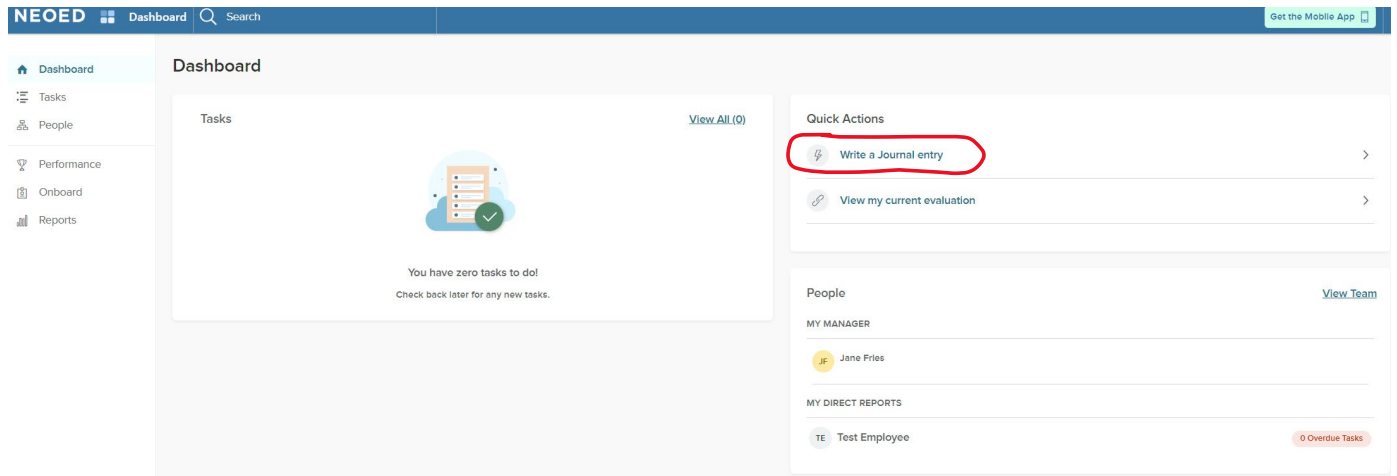 NEOED Dashboard Search Get the Mobile App
Dashboard
Tasks
People
Performance
Onboard
Reports
Dashboard
Tasks View All (0)
You have zero tasks to do!
Check back later for any new tasks.
Quick Actions
Write a Journal entry
View my current evaluation
People View Team
MY MANAGER
JF Jane Fries
MY DIRECT REPORTS
TE Test Employee 0 Overdue Tasks